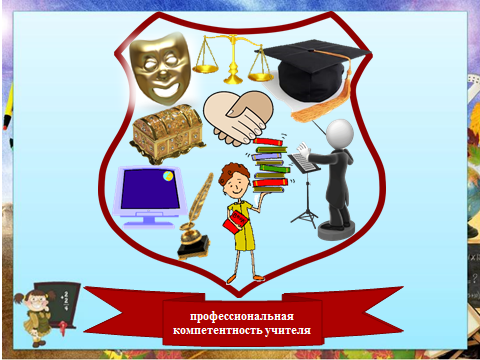 профессиональная
компетентность учителя